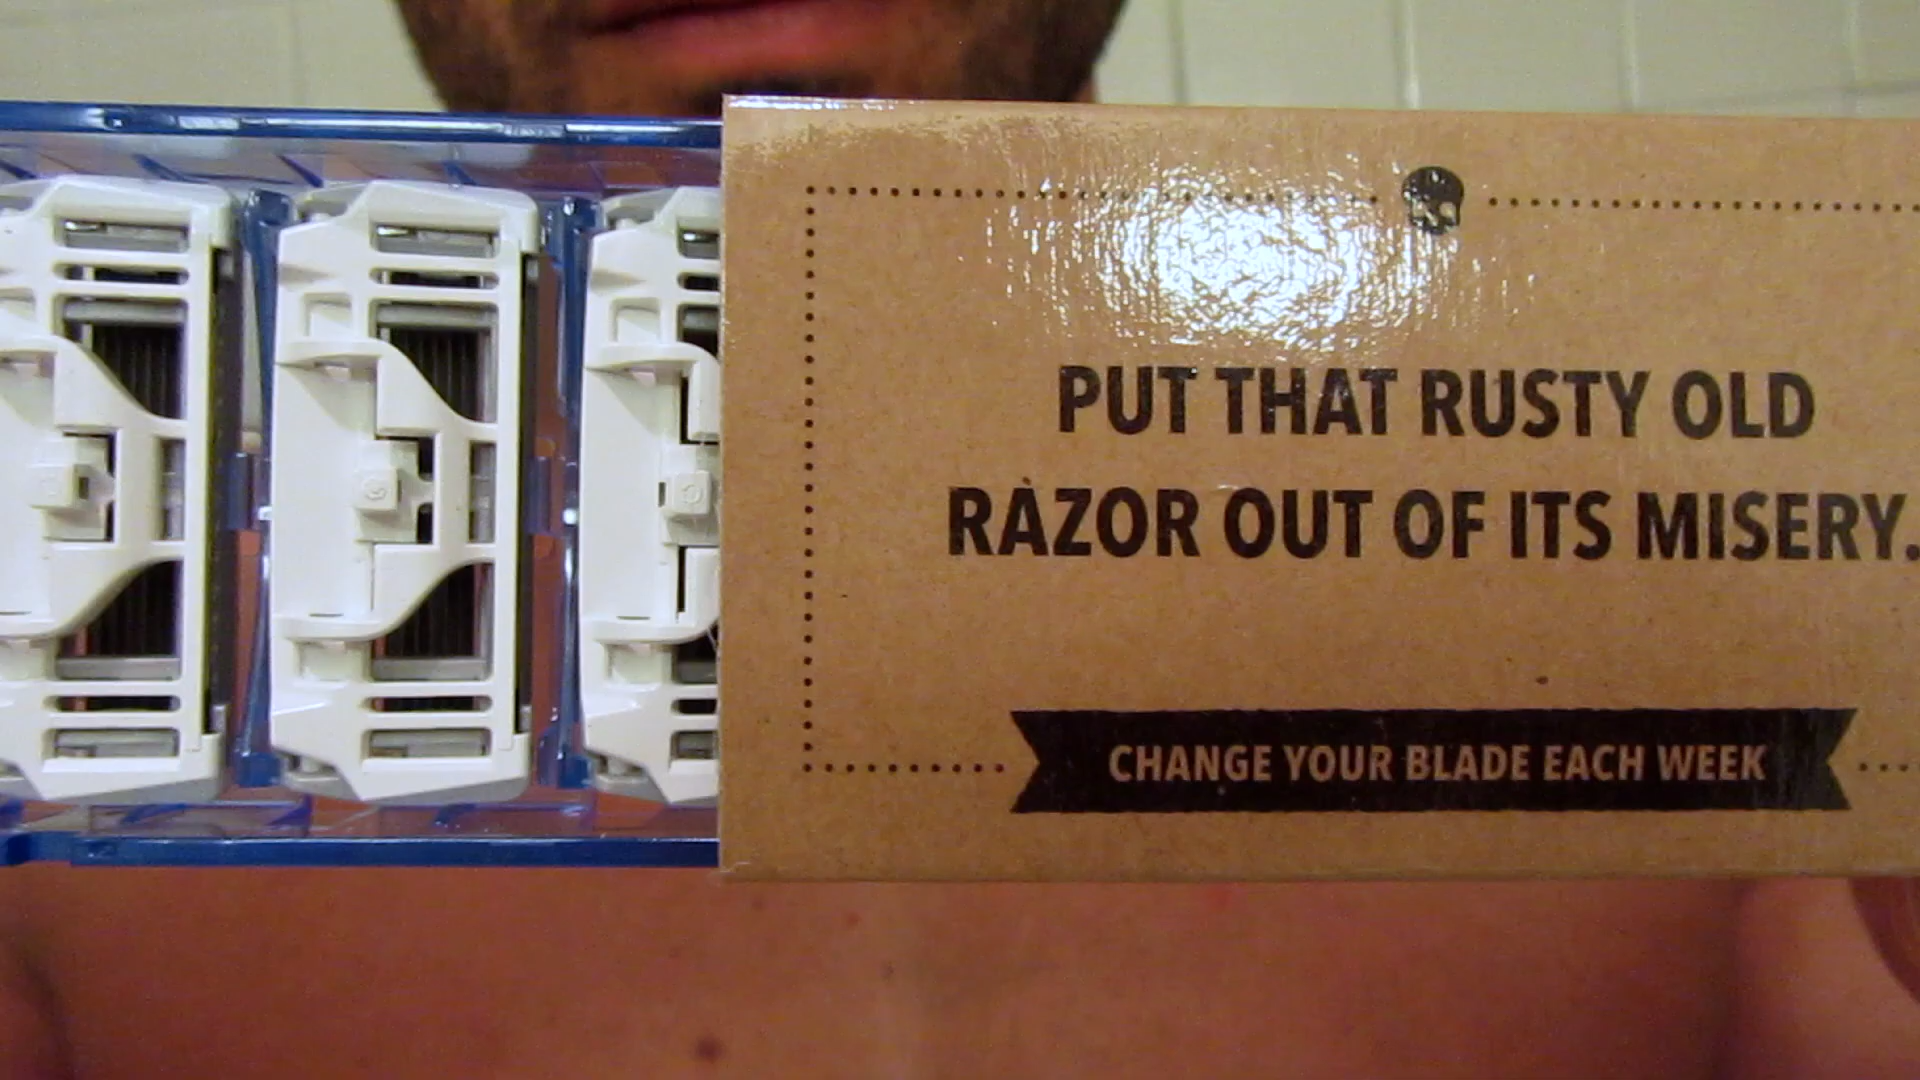 PUT THAT RUSTY OLD
RAZOR OUT OF ITS MISERY.
CHANGE YOUR BLADE EACH WEEK